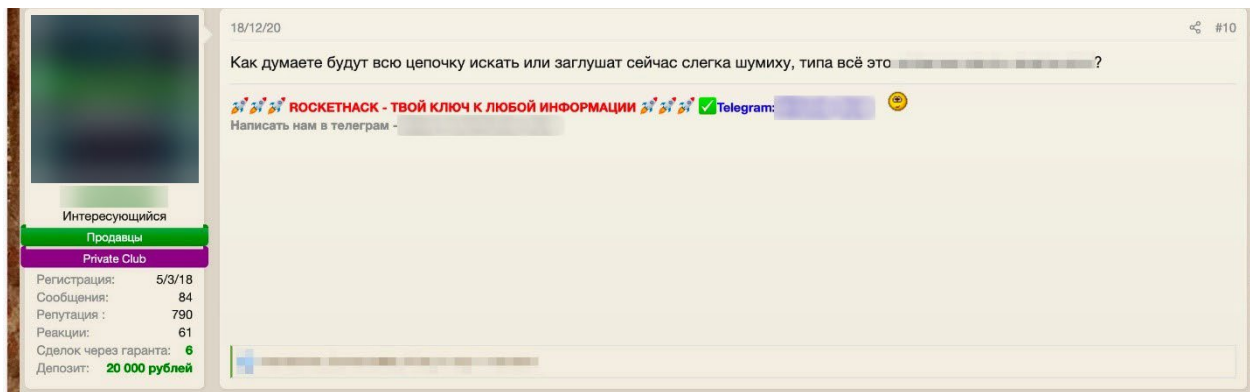 18/12/20
#10
Как думаете будут всю цепочку искать или заглушат сейчас слегка шумиху, типа всё это ?
🚀🚀🚀 ROCKETHACK - ТВОЙ КЛЮЧ К ЛЮБОЙ ИНФОРМАЦИИ 🚀🚀🚀 ✅Telegram:
Написать нам в телеграм -
Интересующийся
Продавцы
Private Club
Регистрация: 5/3/18
Сообщения: 84
Репутация : 790
Реакции: 61
Сделок через гаранта: 6
Депозит: 20 000 рублей